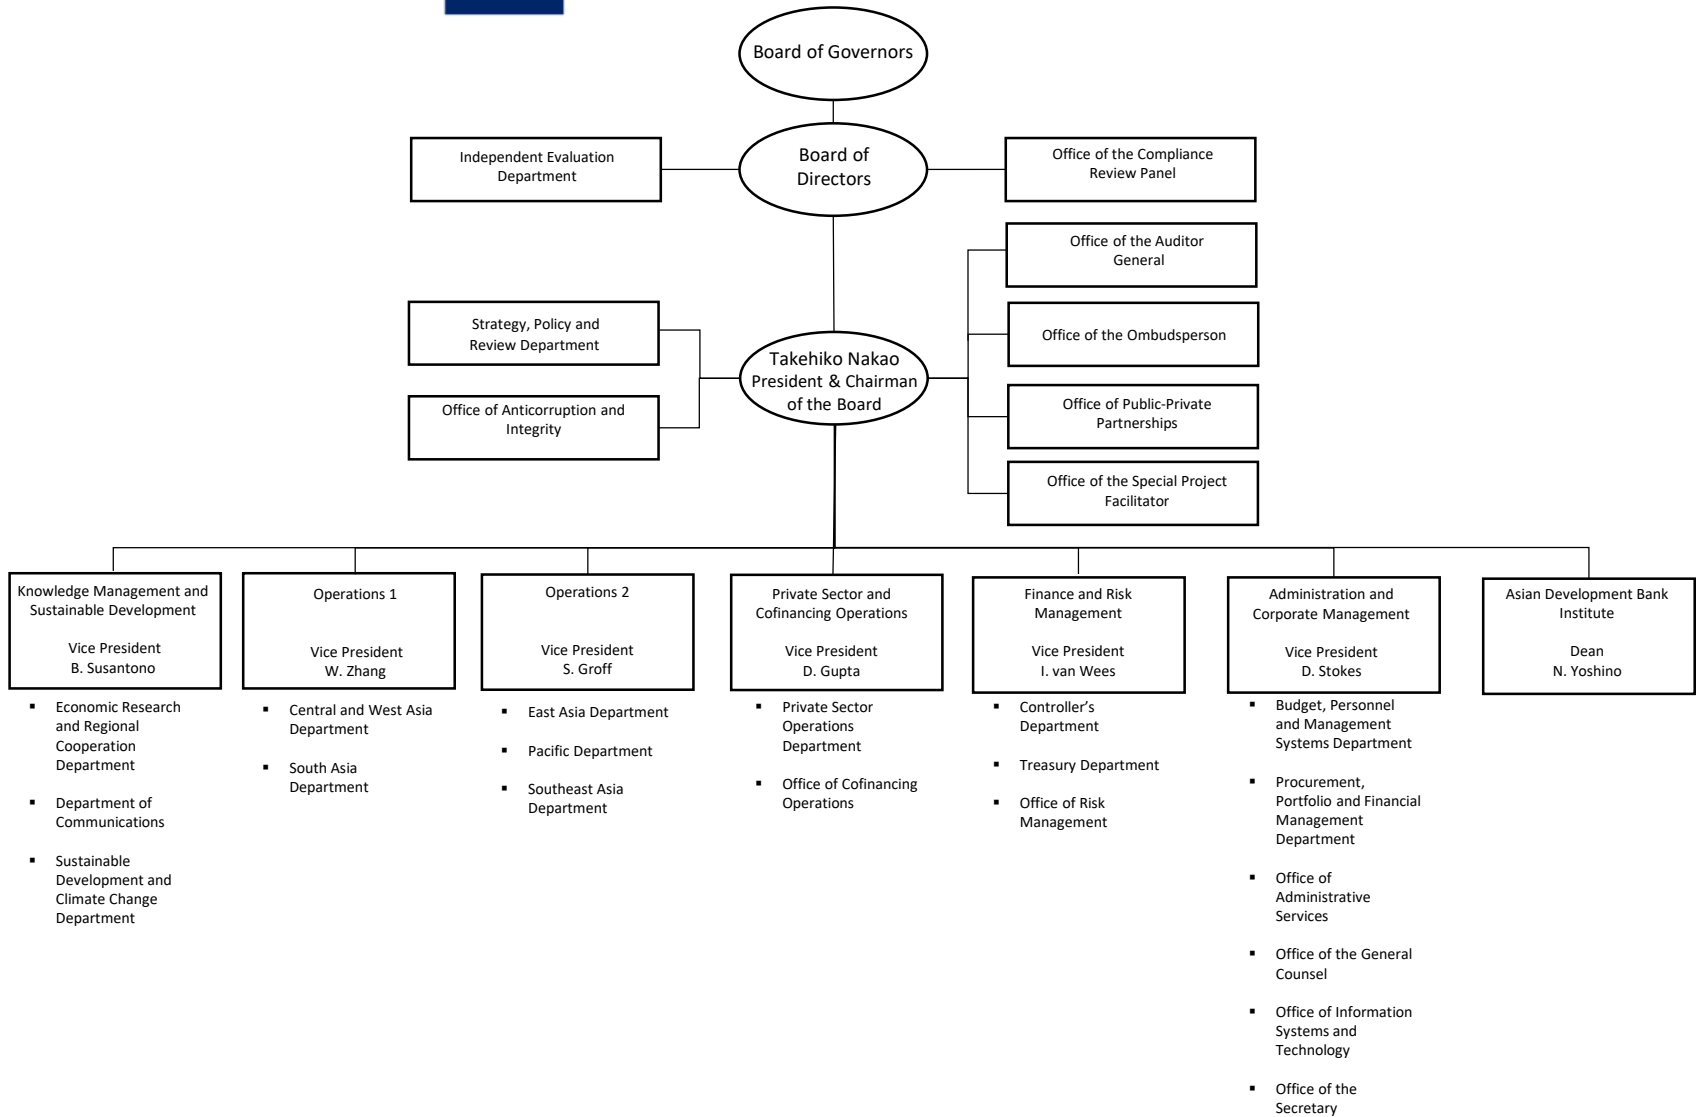 Board of Governors
Independent Evaluation
Department
Board of
Directors
Office of the Compliance
Review Panel
Office of the Auditor
General
Strategy, Policy and
Review Department
Office of the Ombudsperson
Takehiko Nakao
President & Chairman
of the Board
Office of Anticorruption and
Integrity
Office of Public-Private
Partnerships
Office of the Special Project
Facilitator
Knowledge Management and
Sustainable Development
Vice President
B. Susantono
▪ Economic Research
and Regional
Cooperation
Department
▪ Department of
Communications
▪ Sustainable
Development and
Climate Change
Department
Operations 1
Vice President
W. Zhang
▪ Central and West Asia
Department
▪ South Asia
Department
Operations 2
Vice President
S. Groff
▪ East Asia Department
▪ Pacific Department
▪ Southeast Asia
Department
Private Sector and
Cofinancing Operations
Vice President
D. Gupta
▪ Private Sector
Operations
Department
▪ Office of Cofinancing
Operations
Finance and Risk
Management
Vice President
I. van Wees
▪ Controller’s
Department
▪ Treasury Department
▪ Office of Risk
Management
Administration and
Corporate Management
Vice President
D. Stokes
▪ Budget, Personnel
and Management
Systems Department
▪ Procurement,
Portfolio and Financial
Management
Department
▪ Office of
Administrative
Services
▪ Office of the General
Counsel
▪ Office of Information
Systems and
Technology
▪ Office of the
Secretary
Asian Development Bank
Institute
Dean
N. Yoshino